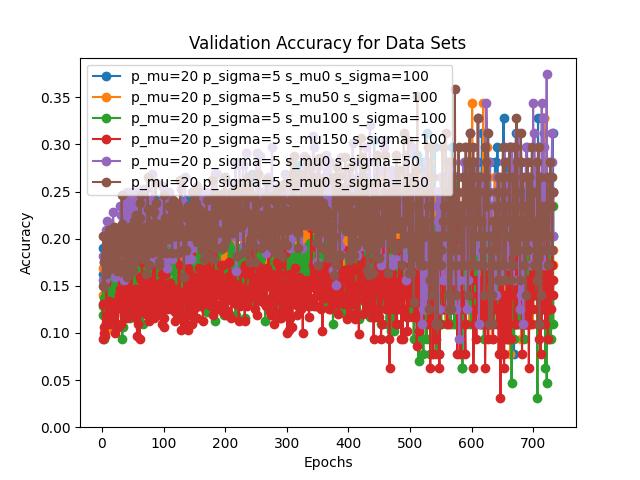 Validation Accuracy for Data Sets
p_mu=20 p_sigma=5 s_mu0 s_sigma=100
p_mu=20 p_sigma=5 s_mu50 s_sigma=100
p_mu=20 p_sigma=5 s_mu100 s_sigma=100
p_mu=20 p_sigma=5 s_mu150 s_sigma=100
p_mu=20 p_sigma=5 s_mu0 s_sigma=50
p_mu=20 p_sigma=5 s_mu0 s_sigma=150
Accuracy
0.35
0.30
0.25
0.20
0.15
0.10
0.05
0.00
0 100 200 300 400 500 600 700
Epochs